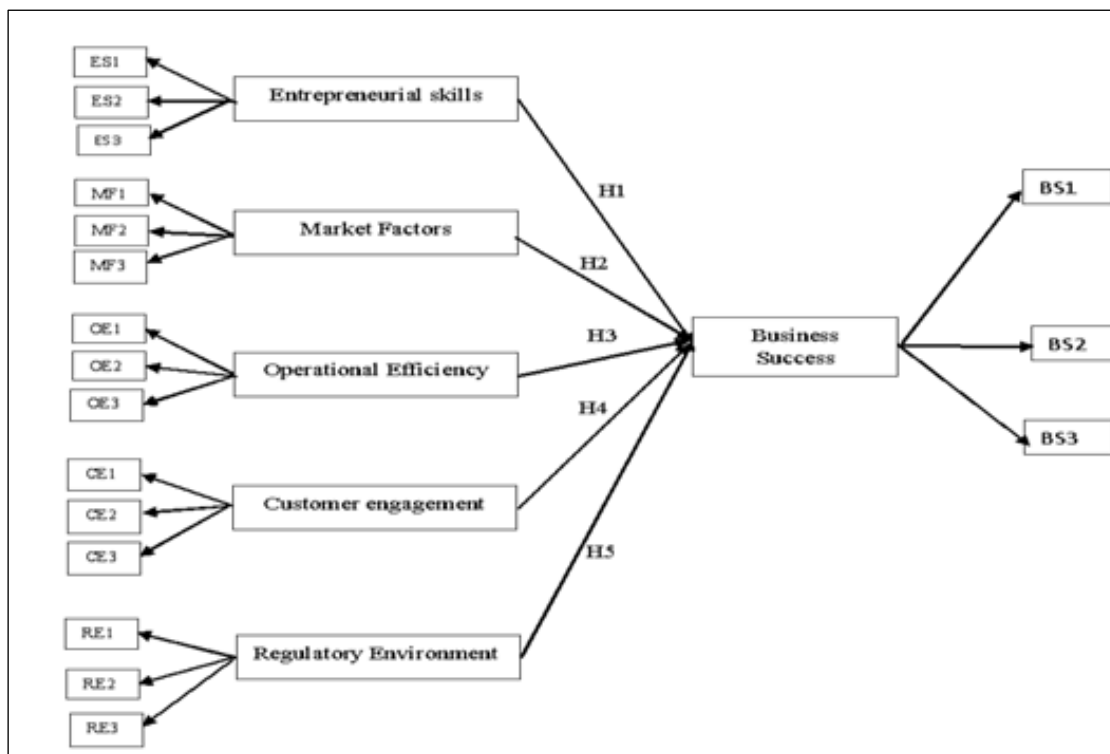 ES1
ES2
ES3
Entrepreneurial skills
MF1
MF2
MF3
Market Factors
OE1
OE2
OE3
Operational Efficiency
CE1
CE2
CE3
Customer engagement
RE1
RE2
RE3
Regulatory Environment
H1
H2
H3
H4
H5
Business
Success
BS1
BS2
BS3